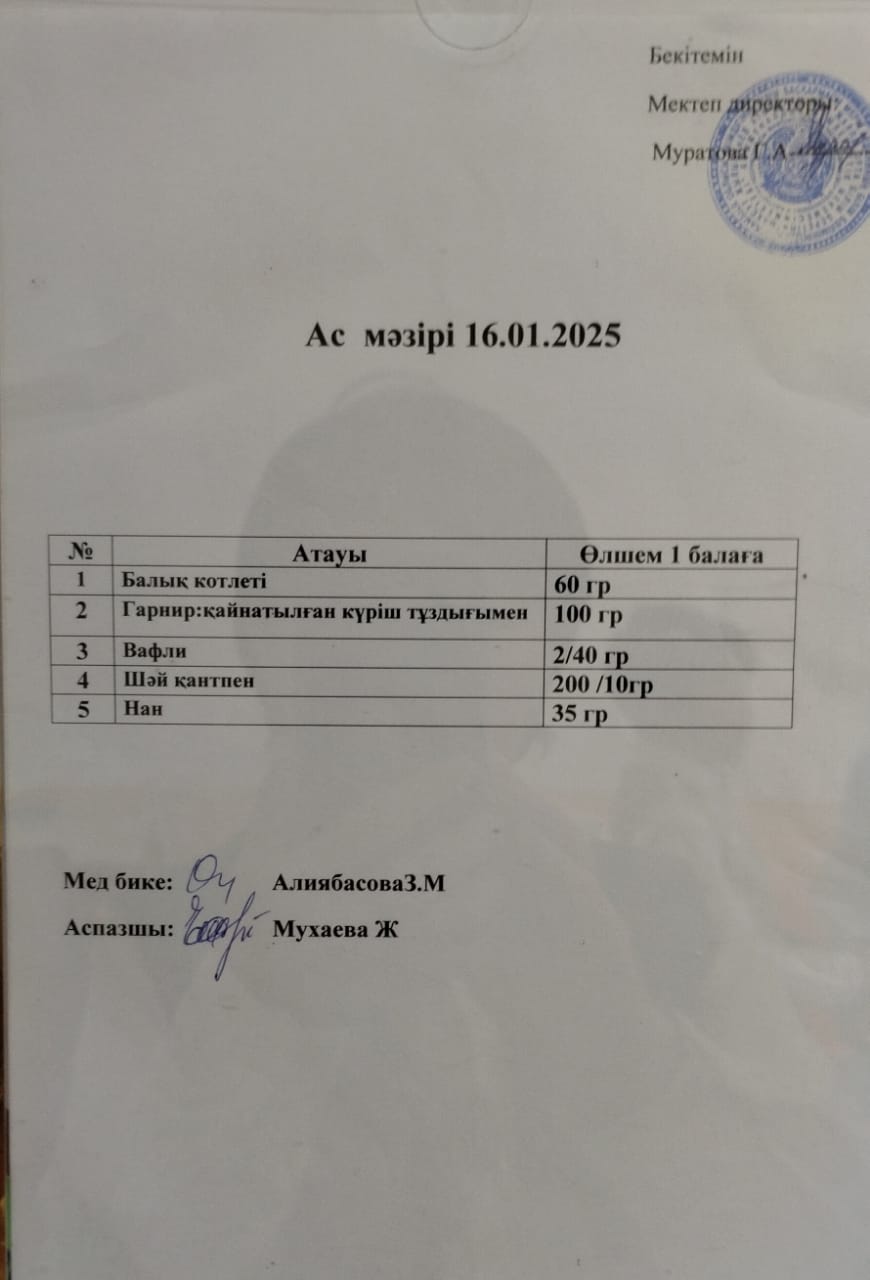 Бекітемін
Мектеп директоры:
Муратова Г.А
Ас мәзірі 16.01.2025
№ Атауы Өлшем 1 балаға
1 Балық котлеті 60 гр
2 Гарнир:қайнатылған күріш тұздығымен 100 гр
3 Вафли 2/40 гр
4 Шәй қантпен 200 /10гр
5 Нан 35 гр
Мед бике: АлиябасоваЗ.М
Аспазшы: Мухаева Ж